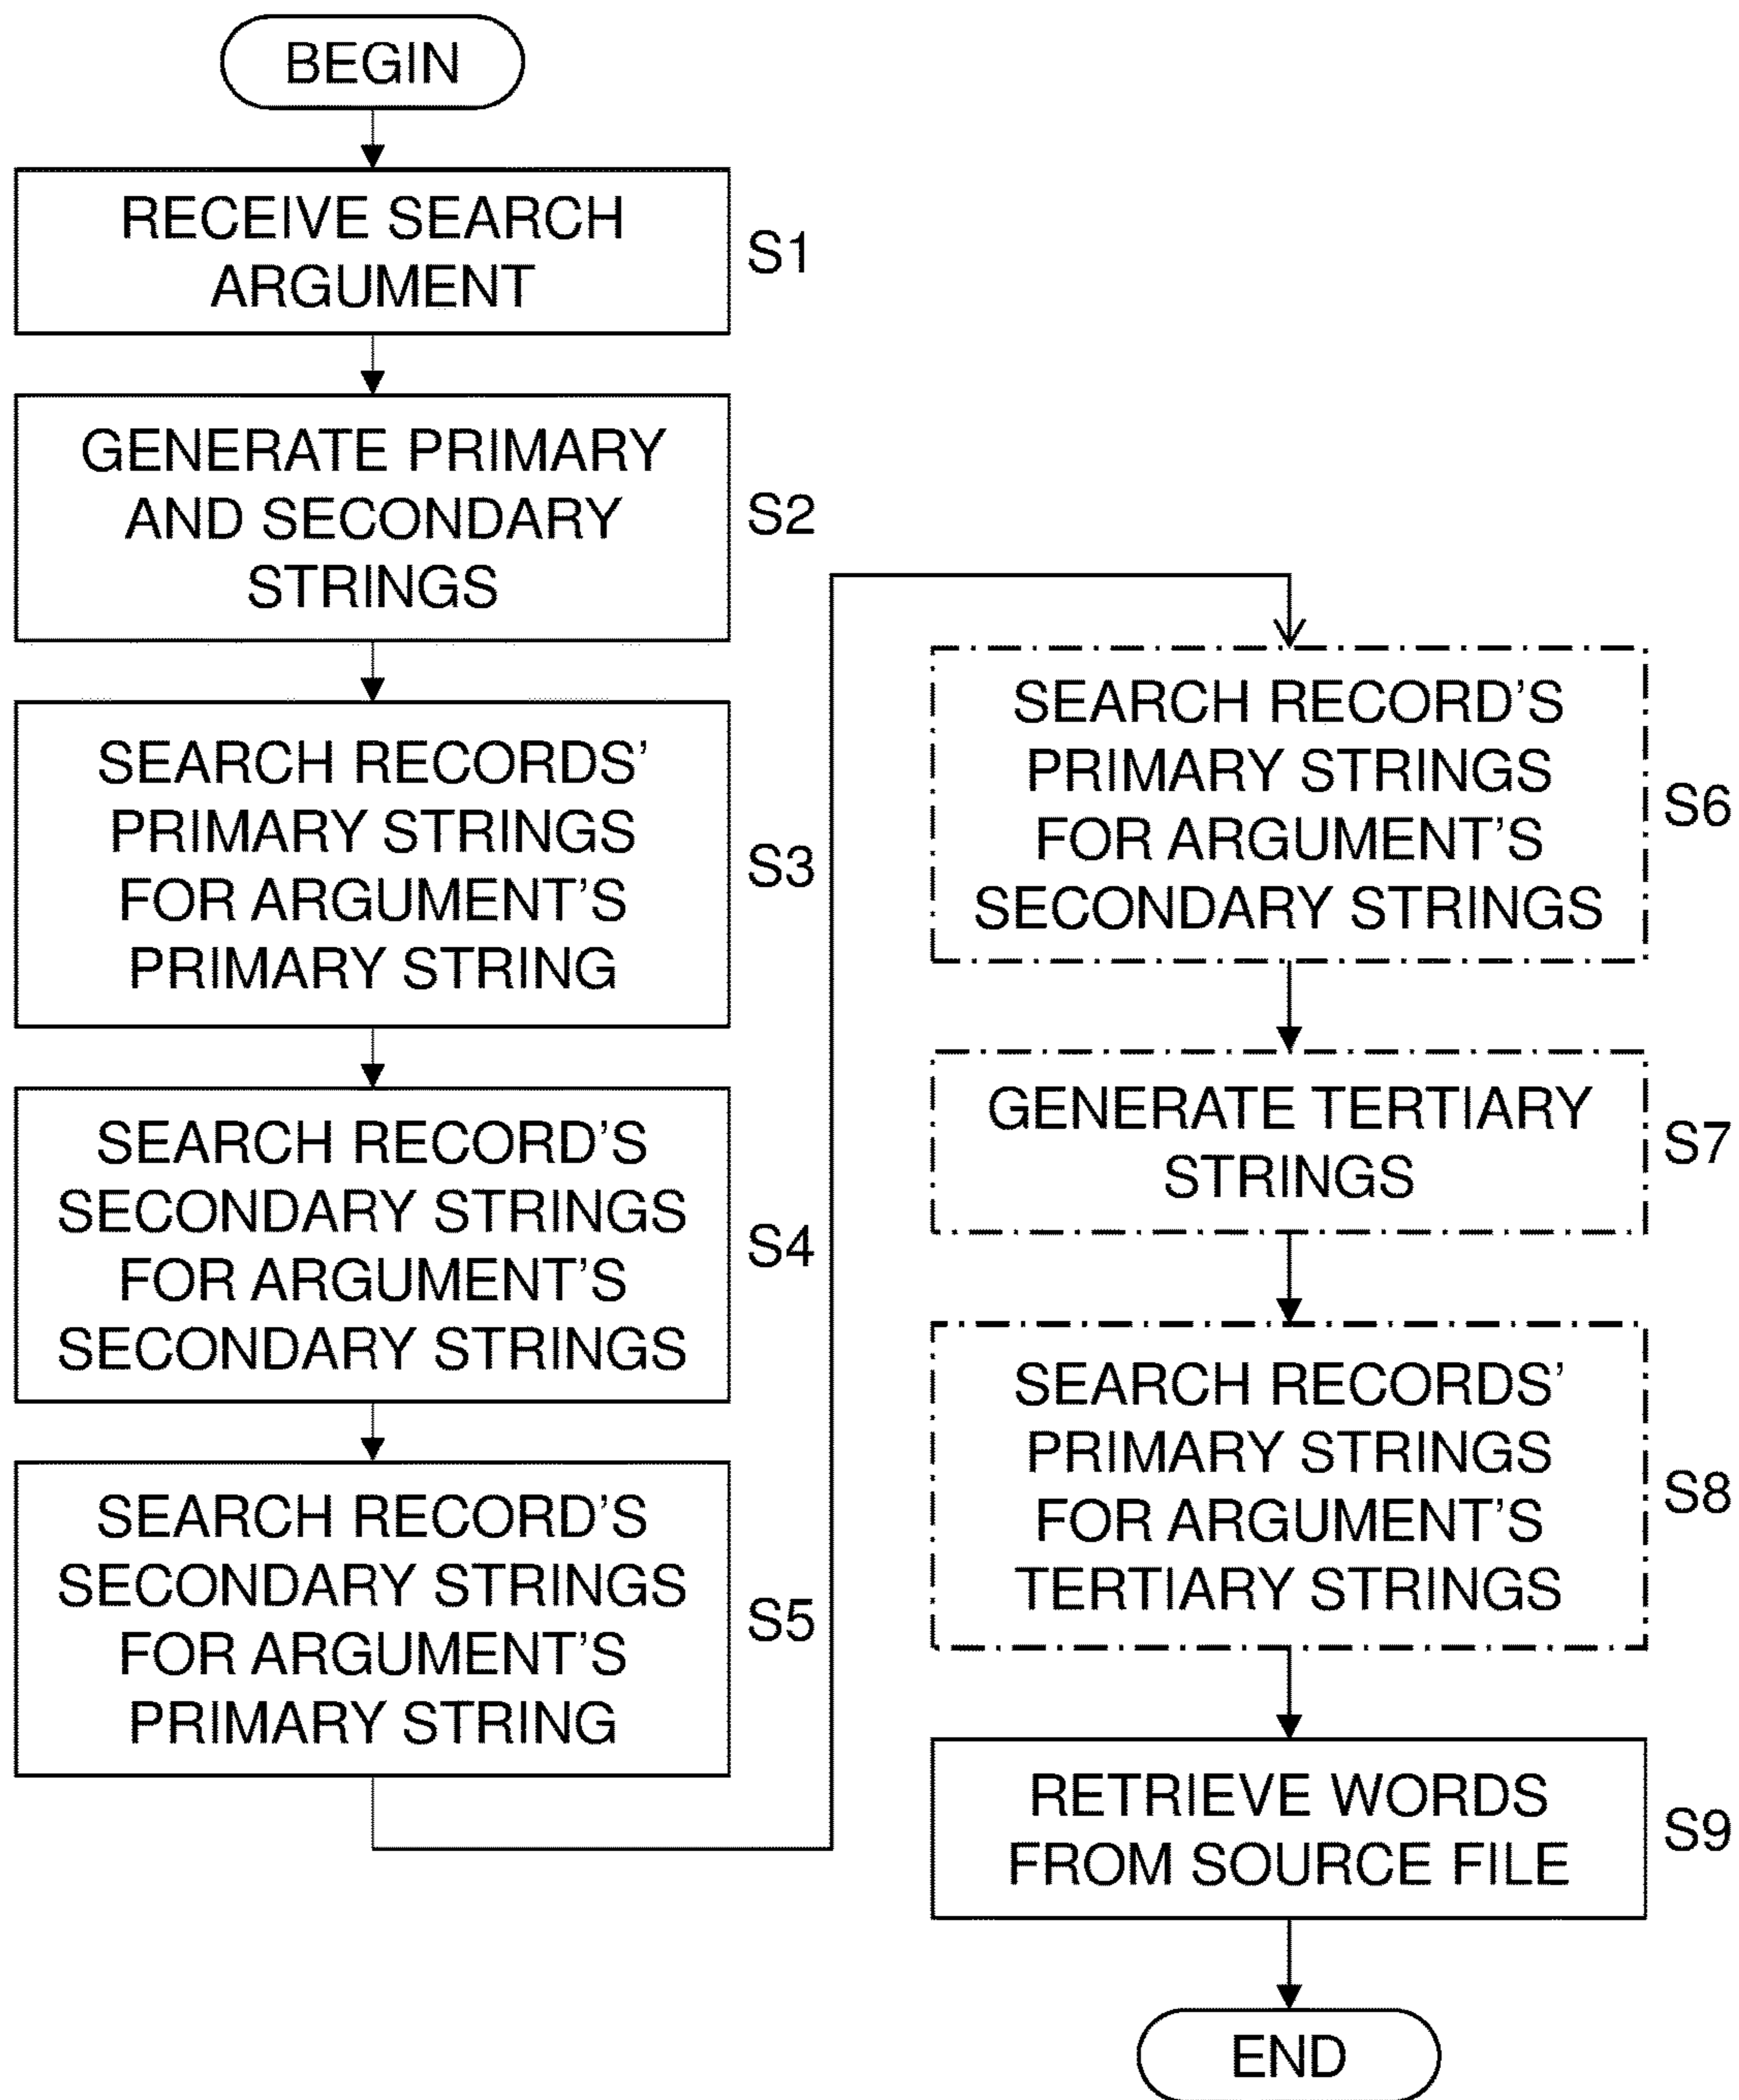 BEGIN
RECEIVE SEARCH
ARGUMENT
S1
GENERATE PRIMARY
AND SECONDARY
STRINGS
S2
SEARCH RECORDS'
PRIMARY STRINGS
FOR ARGUMENT'S
PRIMARY STRING
S3
SEARCH RECORD'S
SECONDARY STRINGS
FOR ARGUMENT'S
SECONDARY STRINGS
S4
SEARCH RECORD'S
SECONDARY STRINGS
FOR ARGUMENT'S
PRIMARY STRING
S5
SEARCH RECORD'S
PRIMARY STRINGS
FOR ARGUMENT'S
SECONDARY STRINGS
S6
GENERATE TERTIARY
STRINGS
S7
SEARCH RECORDS'
PRIMARY STRINGS
FOR ARGUMENT'S
TERTIARY STRINGS
S8
RETRIEVE WORDS
FROM SOURCE FILE
S9
END